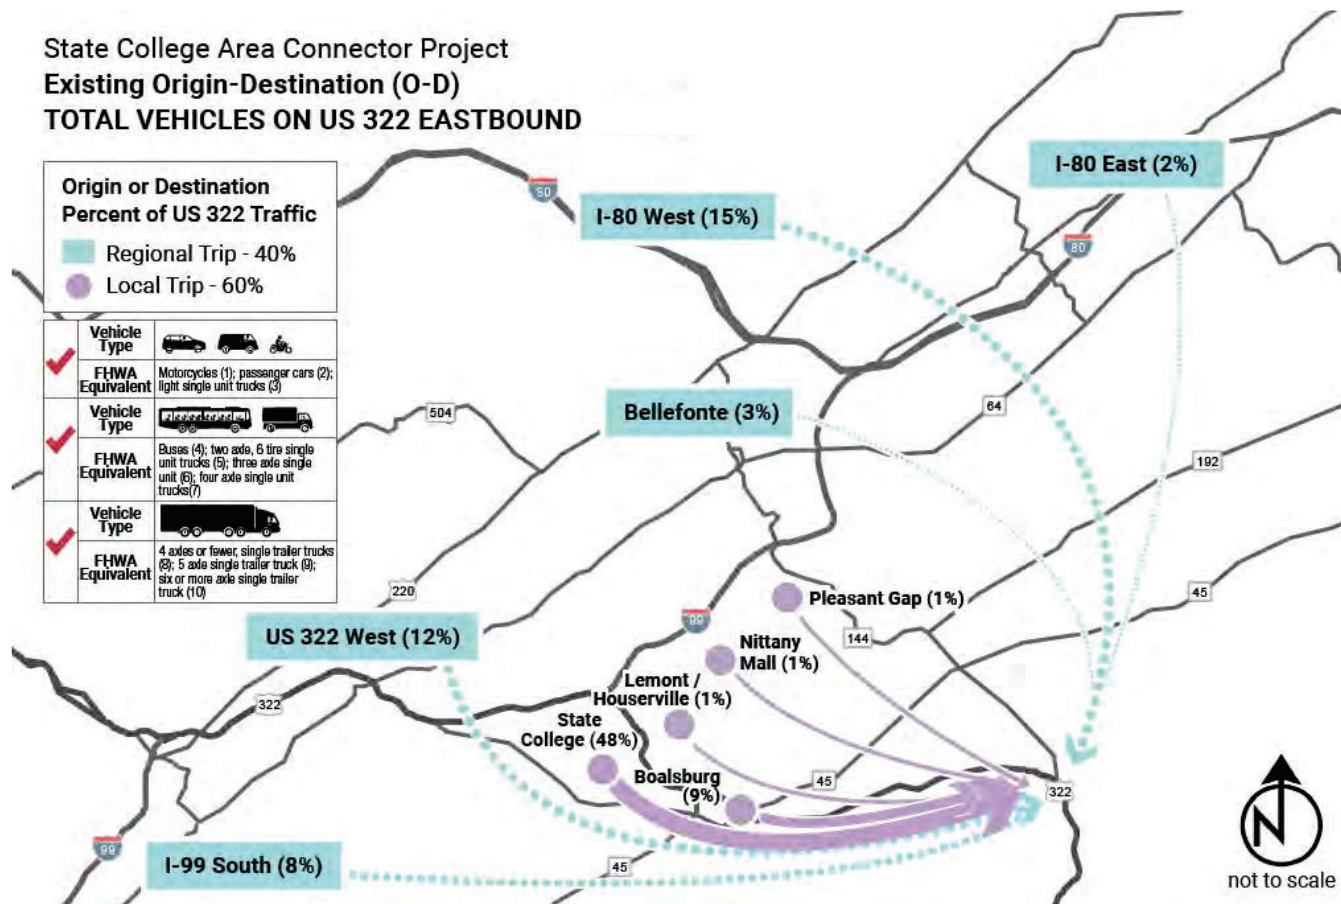 State College Area Connector Project
Existing Origin-Destination (O-D)
TOTAL VEHICLES ON US 322 EASTBOUND
Origin or Destination
Percent of US 322 Traffic
Regional Trip - 40%
Local Trip - 60%
Vehicle
Type
FHWA
Equivalent
Motorcycles (1); passenger cars (2);
light single unit trucks (3)
Vehicle
Type
FHWA
Equivalent
Buses (4); two axle, 6 tire single
unit trucks (5); three axle single
unit (6); four axle single unit
trucks(7)
Vehicle
Type
FHWA
Equivalent
4 axles or fewer, single trailer trucks
(8); 5 axle single trailer truck (9);
six or more axle single trailer
truck (10)
80
I-80 West (15%)
I-80 East (2%)
80
Bellefonte (3%)
504
64
192
220
45
US 322 West (12%)
99
Pleasant Gap (1%)
144
Nittany
Mall (1%)
Lemont /
Houserville (1%)
322
State
College (48%)
Boalsburg
(9%)
45
322
99
I-99 South (8%)
45
N
not to scale